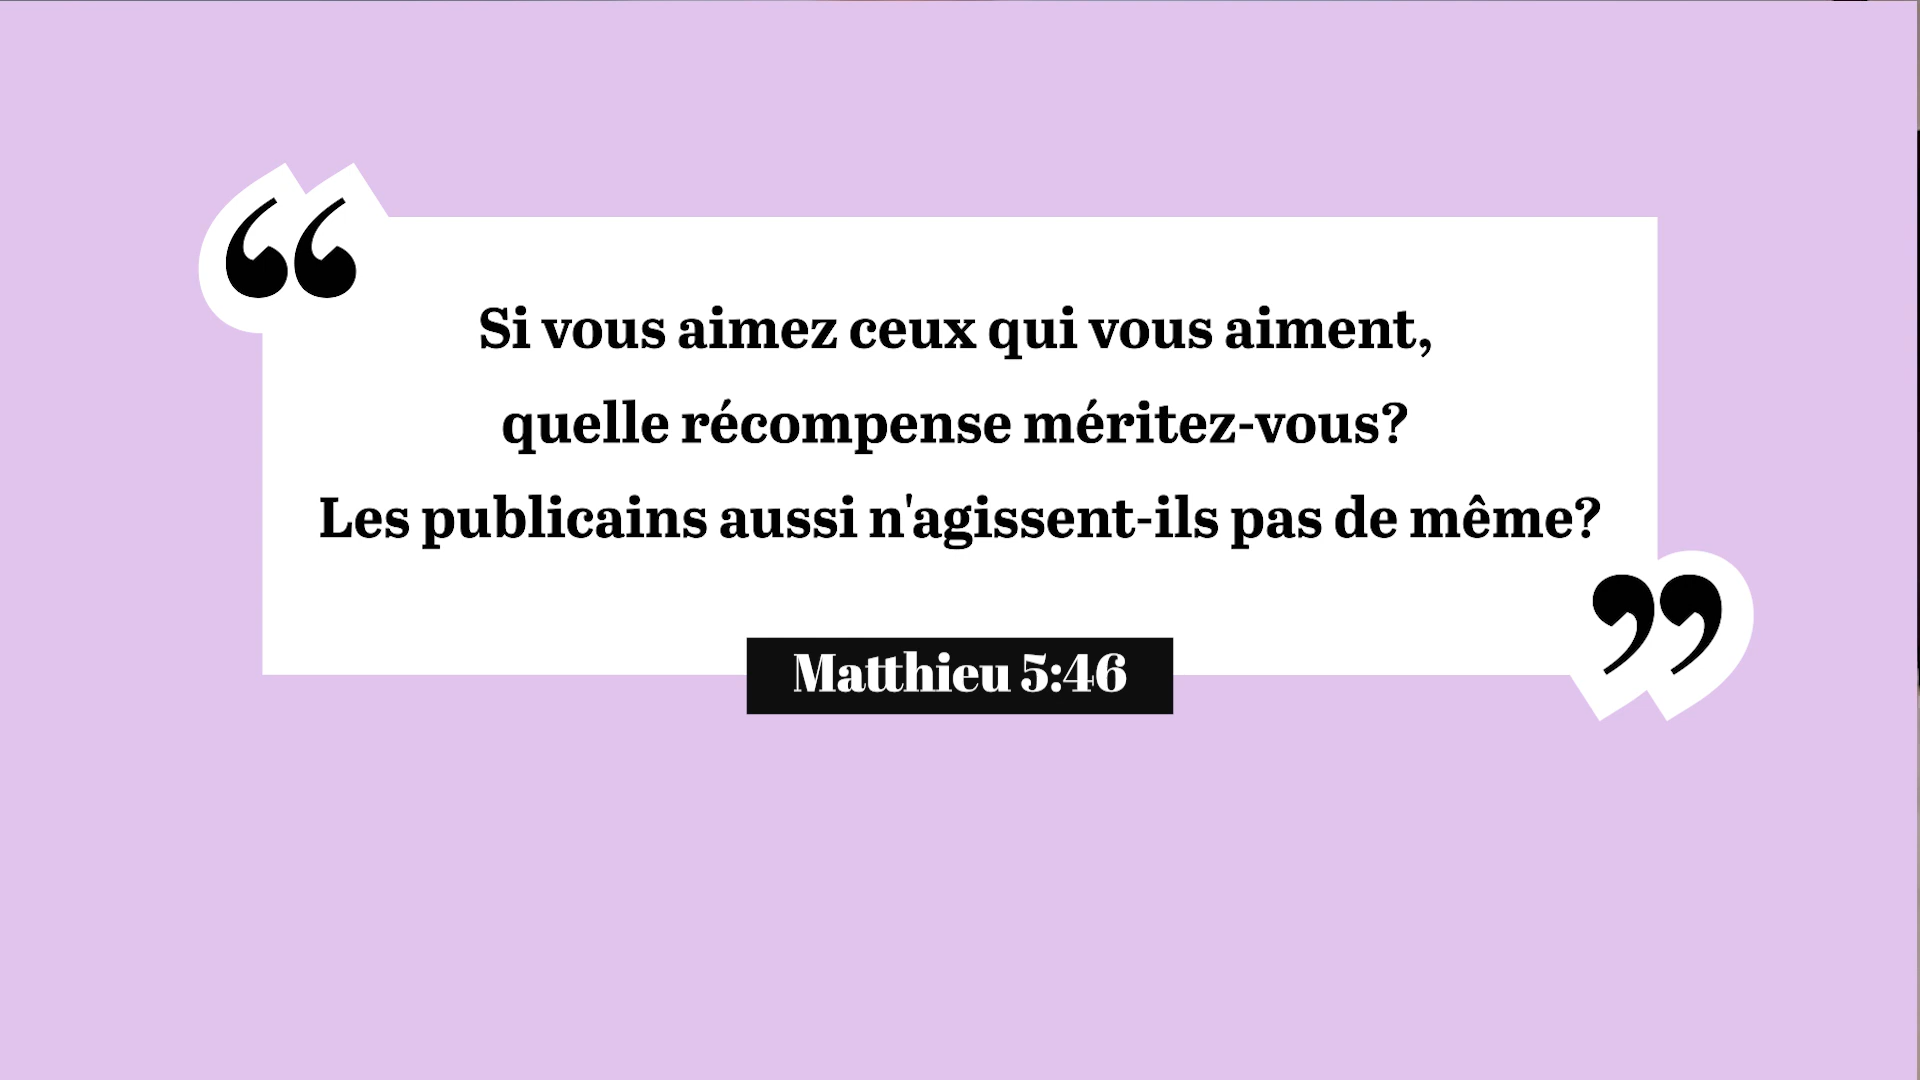 Si vous aimez ceux qui vous aiment,
quelle récompense méritez-vous?
Les publicains aussi n'agissent-ils pas de même?
Matthieu 5:46